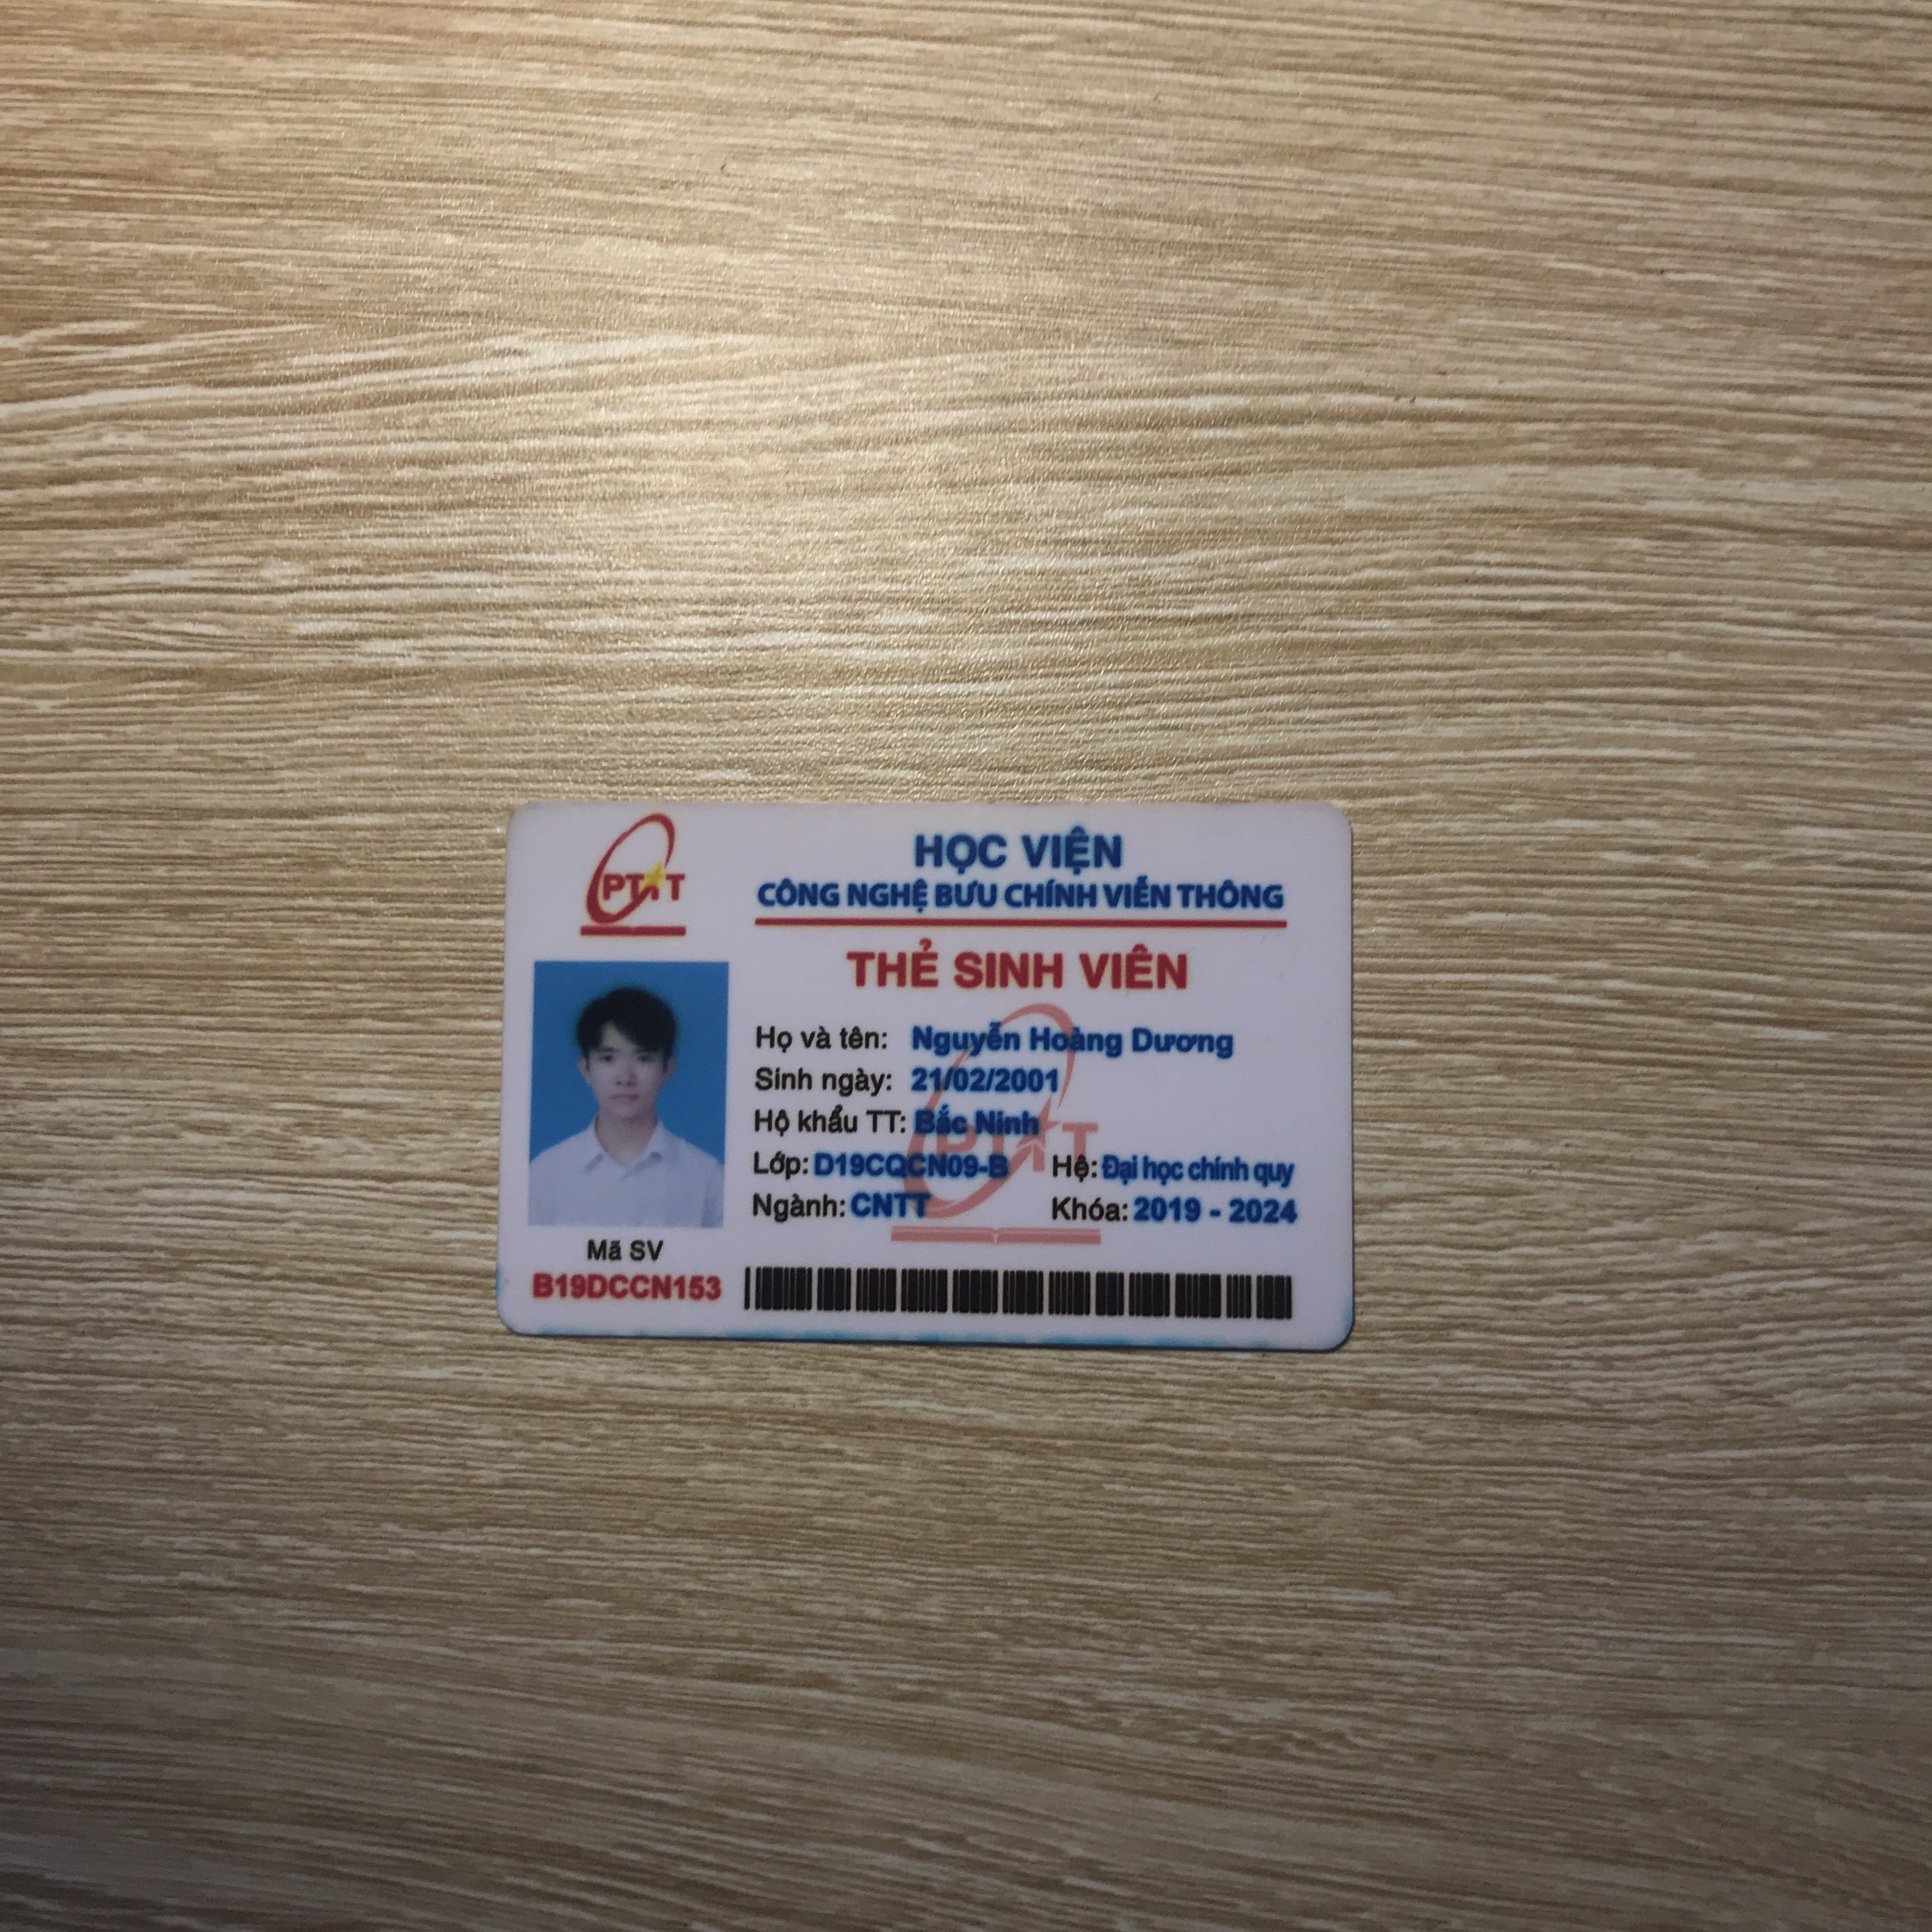 PTIT
HỌC VIỆN
CÔNG NGHỆ BƯU CHÍNH VIỄN THÔNG
THẺ SINH VIÊN
Họ và tên: Nguyễn Hoàng Dương
Sinh ngày: 21/02/2001
Hộ khẩu TT: Bắc Ninh
Lớp: D19CQCN09-B Hệ: Đại học chính quy
Ngành: CNTT Khóa: 2019 - 2024
Mã SV
B19DCCN153